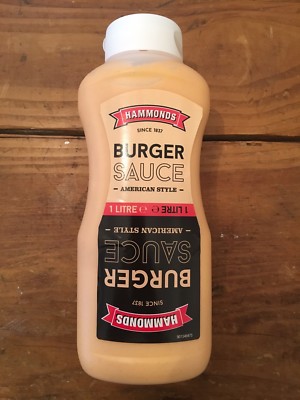 HAMMONDS
SINCE 1837
BURGER
SAUCE
AMERICAN STYLE
1 LITRE e 1 LITRE e
AMERICAN STYLE
SAUCE
BURGER
SINCE 1837
HAMMONDS